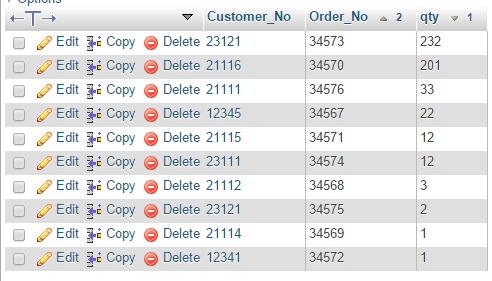 Options
Customer_No Order_No 2 qty 1
Edit Copy Delete 23121 34573 232
Edit Copy Delete 21116 34570 201
Edit Copy Delete 21111 34576 33
Edit Copy Delete 12345 34567 22
Edit Copy Delete 21115 34571 12
Edit Copy Delete 23111 34574 12
Edit Copy Delete 21112 34568 3
Edit Copy Delete 23121 34575 2
Edit Copy Delete 21114 34569 1
Edit Copy Delete 12341 34572 1